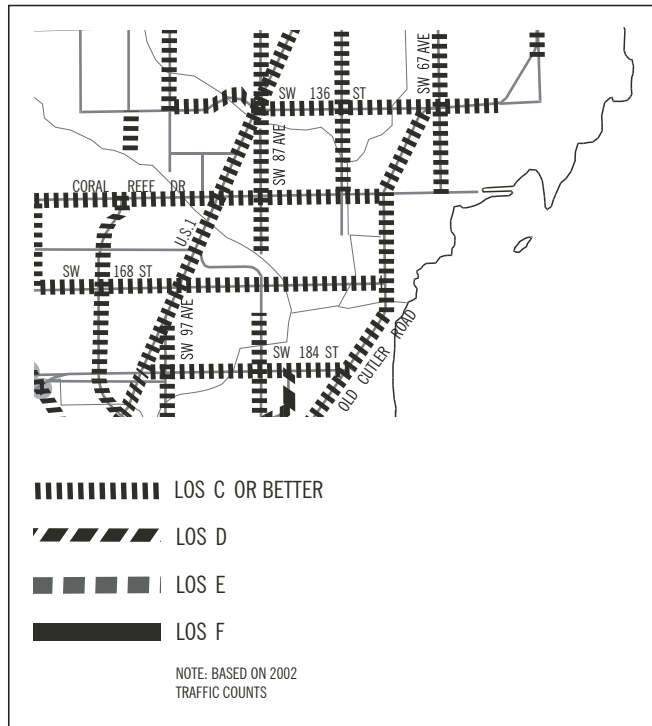 SW 136 ST
SW 67 AVE
SW 87 AVE
CORAL REEF DR
U.S.1
SW 168 ST
SW 97 AVE
SW 184 ST
OLD CUTLER ROAD
LOS C OR BETTER
LOS D
LOS E
LOS F
NOTE: BASED ON 2002
TRAFFIC COUNTS